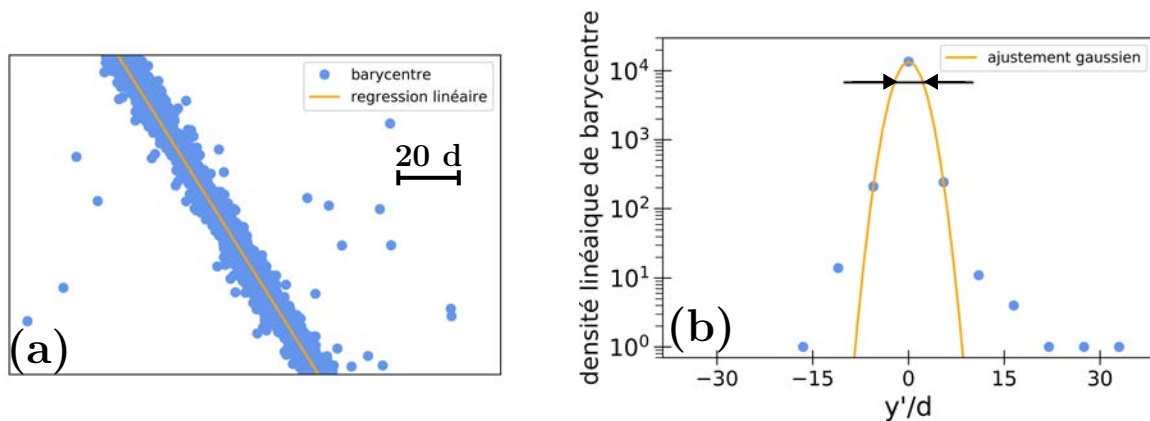 barycentre
regression linéaire
20 d
(a)
densité linéaique de barycentre
10⁴
10³
10²
10¹
10⁰
ajustement gaussien
(b)
−30 −15 0 15 30
y'/d